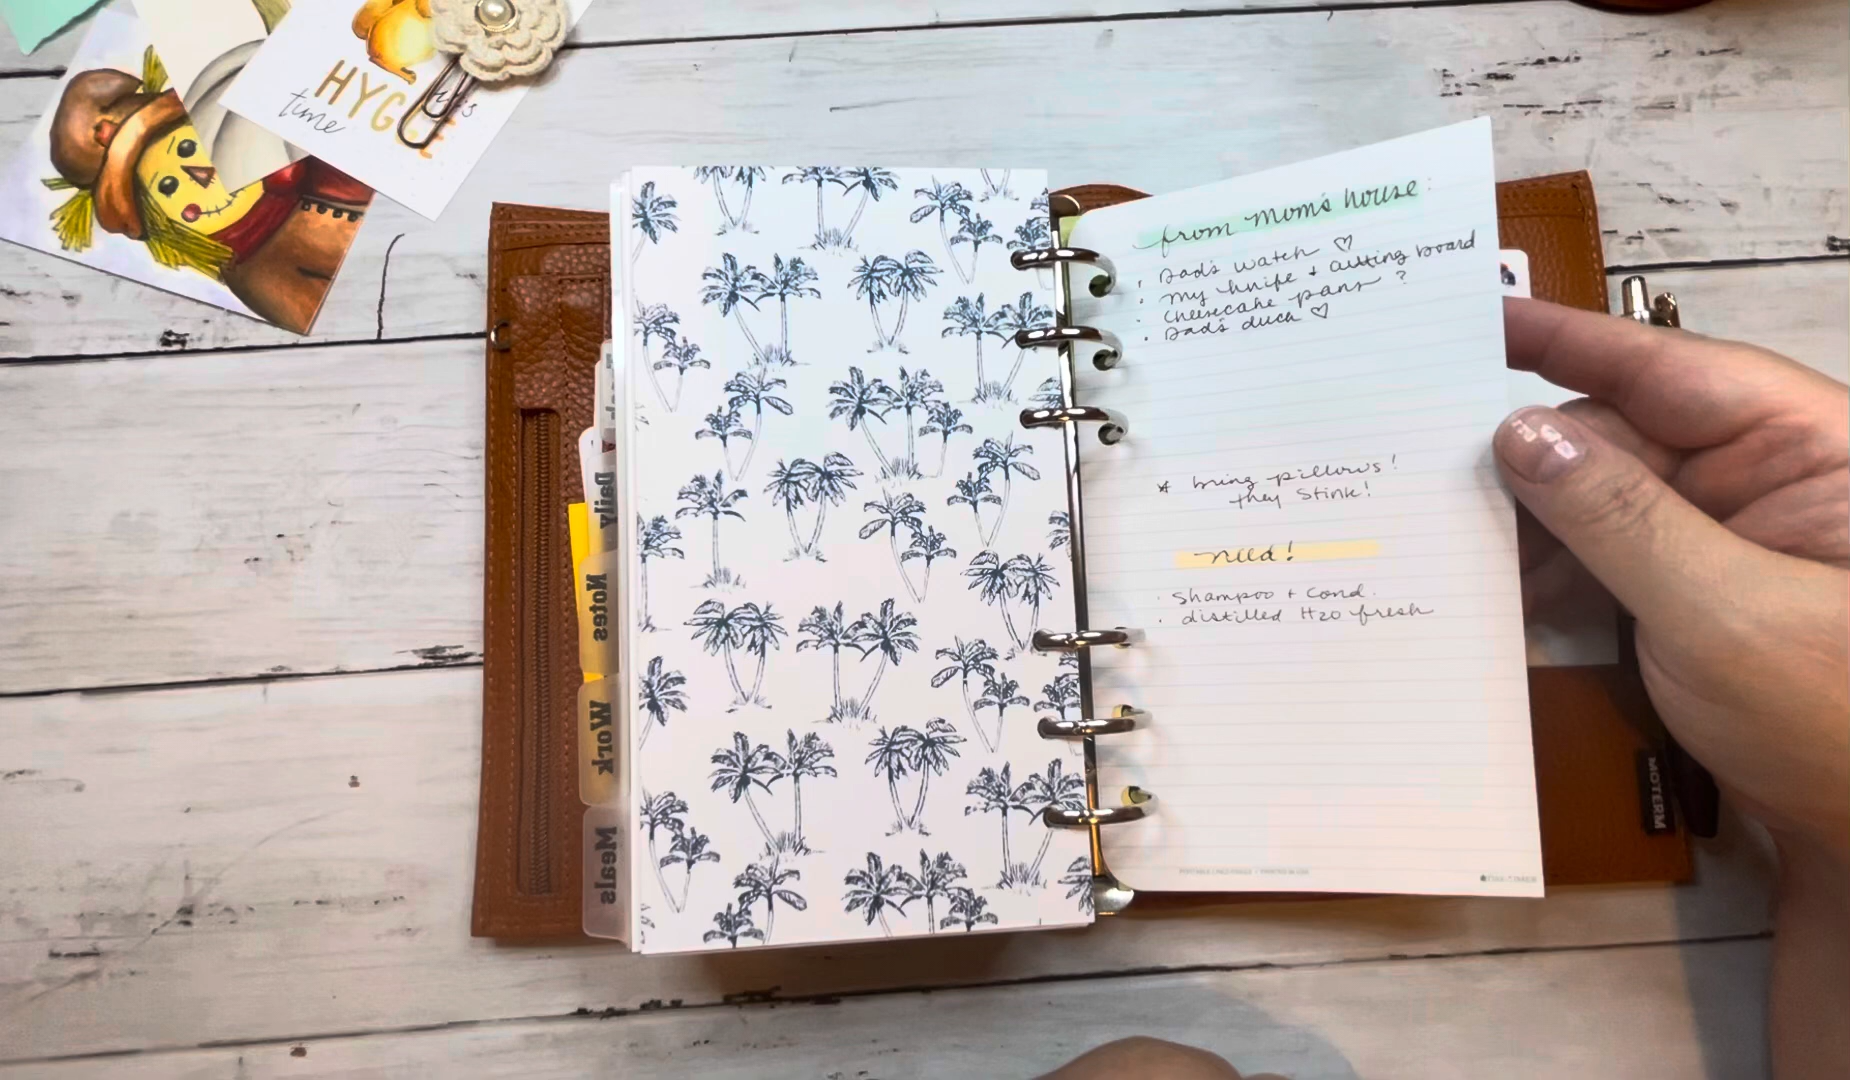 HYGGE
time
from mom's house:
· Dad's watch ♡
· my knife + cutting board
· cheesecake pans ?
· Dad's duck ♡
* bring pillows!
they stink!
need!
· shampoo + cond.
· distilled H2O fresh
Daily
Notes
Work
Meals
MOTERM